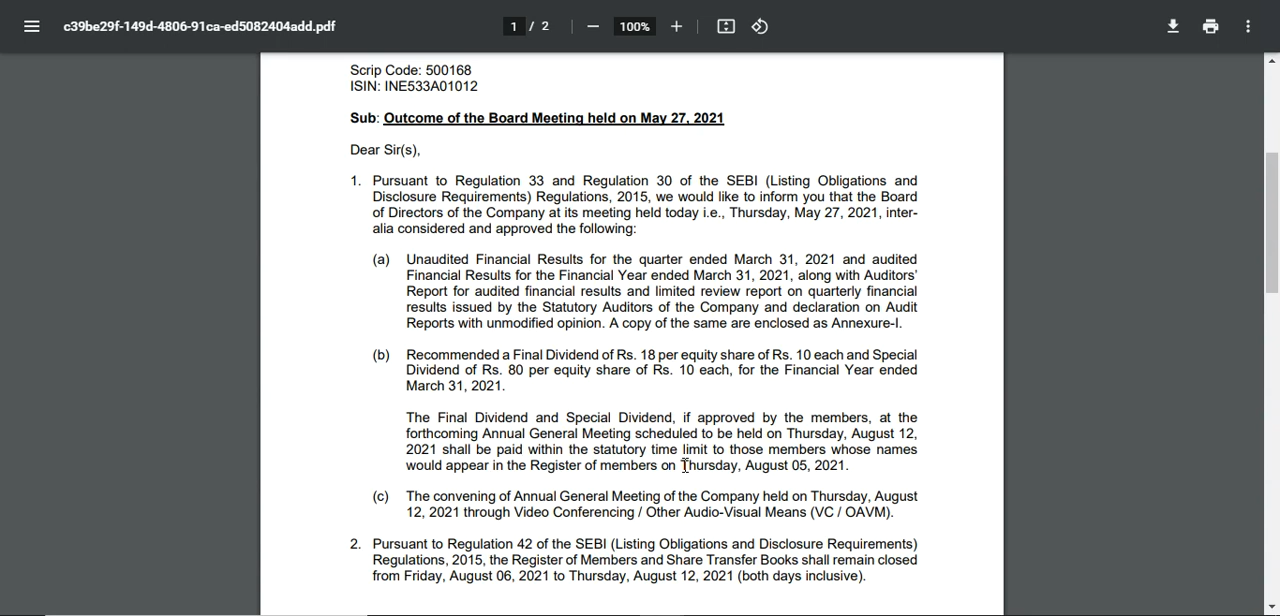 c39be29f-149d-4806-91ca-ed5082404add.pdf
1 / 2
100%
Scrip Code: 500168
ISIN: INE533A01012
Sub: Outcome of the Board Meeting held on May 27, 2021
Dear Sir(s),
1. Pursuant to Regulation 33 and Regulation 30 of the SEBI (Listing Obligations and
Disclosure Requirements) Regulations, 2015, we would like to inform you that the Board
of Directors of the Company at its meeting held today i.e., Thursday, May 27, 2021, inter-
alia considered and approved the following:
(a) Unaudited Financial Results for the quarter ended March 31, 2021 and audited
Financial Results for the Financial Year ended March 31, 2021, along with Auditors'
Report for audited financial results and limited review report on quarterly financial
results issued by the Statutory Auditors of the Company and declaration on Audit
Reports with unmodified opinion. A copy of the same are enclosed as Annexure-I.
(b) Recommended a Final Dividend of Rs. 18 per equity share of Rs. 10 each and Special
Dividend of Rs. 80 per equity share of Rs. 10 each, for the Financial Year ended
March 31, 2021.
The Final Dividend and Special Dividend, if approved by the members, at the
forthcoming Annual General Meeting scheduled to be held on Thursday, August 12,
2021 shall be paid within the statutory time limit to those members whose names
would appear in the Register of members on Thursday, August 05, 2021.
(c) The convening of Annual General Meeting of the Company held on Thursday, August
12, 2021 through Video Conferencing / Other Audio-Visual Means (VC / OAVM).
2. Pursuant to Regulation 42 of the SEBI (Listing Obligations and Disclosure Requirements)
Regulations, 2015, the Register of Members and Share Transfer Books shall remain closed
from Friday, August 06, 2021 to Thursday, August 12, 2021 (both days inclusive).